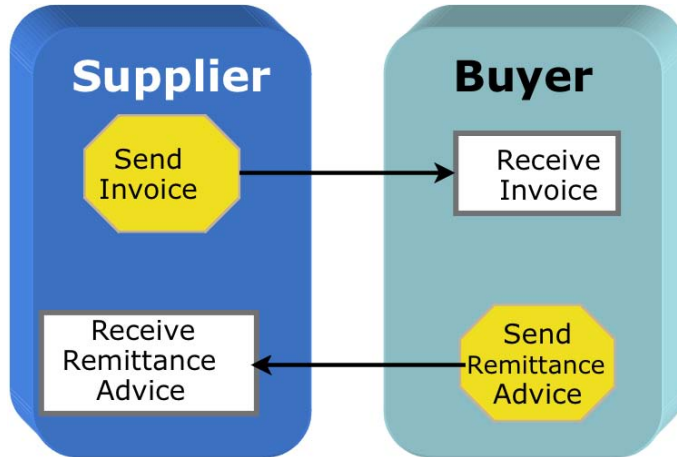 Supplier
Buyer
Send
Invoice
Receive
Invoice
Receive
Remittance
Advice
Send
Remittance
Advice